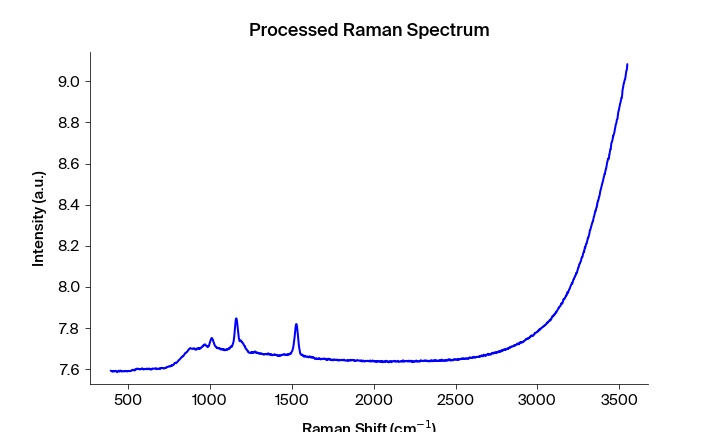 Processed Raman Spectrum
Intensity (a.u.)
9.0
8.8
8.6
8.4
8.2
8.0
7.8
7.6
500 1000 1500 2000 2500 3000 3500
Raman Shift (cm⁻¹)